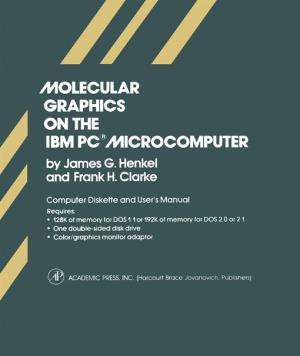 MOLECULAR
GRAPHICS
ON THE
IBM PC® MICROCOMPUTER
by James G. Henkel
and Frank H. Clarke
Computer Diskette and User's Manual
Requires:
• 128K of memory for DOS 1.1 or 192K of memory for DOS 2.0 or 2.1
• One double-sided disk drive
• Color/graphics monitor adaptor
AP ACADEMIC PRESS, INC. (Harcourt Brace Jovanovich, Publishers)